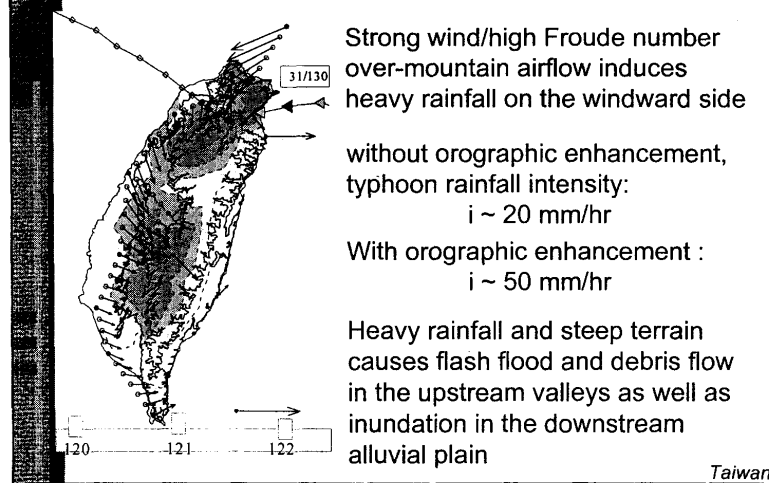 31/130
120
121
122
Strong wind/high Froude number
over-mountain airflow induces
heavy rainfall on the windward side
without orographic enhancement,
typhoon rainfall intensity:
i ~ 20 mm/hr
With orographic enhancement :
i ~ 50 mm/hr
Heavy rainfall and steep terrain
causes flash flood and debris flow
in the upstream valleys as well as
inundation in the downstream
alluvial plain
Taiwan